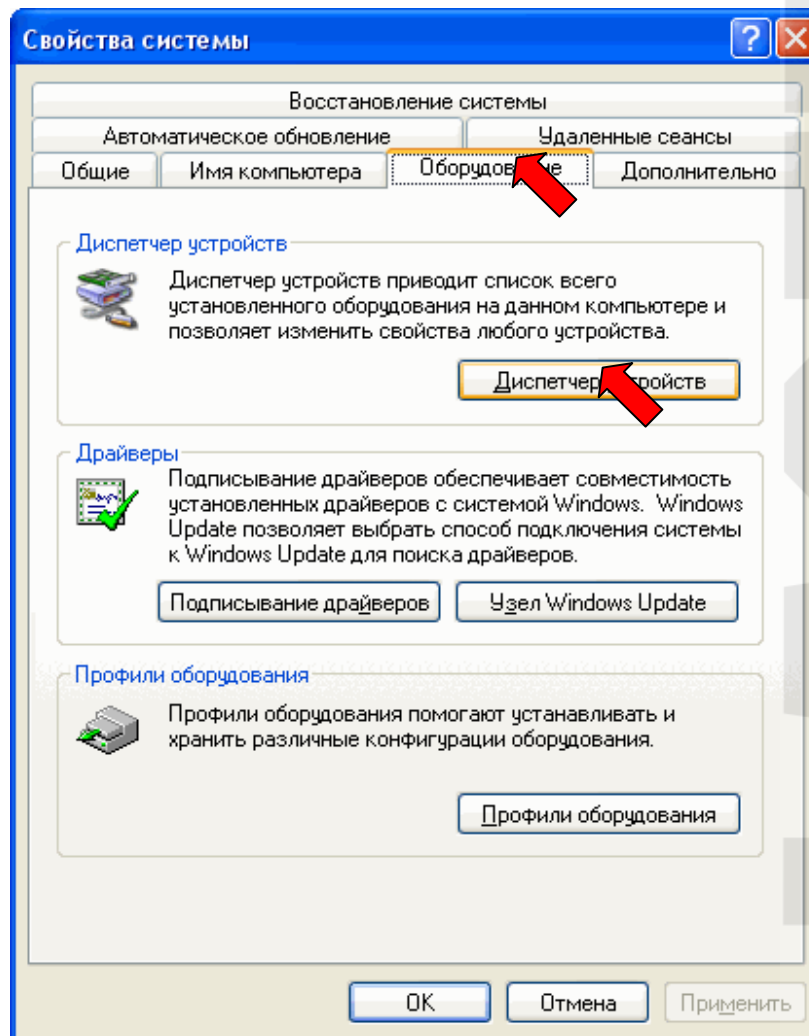 Свойства системы
Восстановление системы
Автоматическое обновление
Удаленные сеансы
Общие
Имя компьютера
Дополнительно
Диспетчер устройств
Диспетчер устройств приводит список всего
установленного оборудования на данном компьютере и
позволяет изменить свойства любого устройства.
Диспетчер
Драйверы
Подписывание драйверов обеспечивает совместимость
установленных драйверов с системой Windows. Windows
Update позволяет выбрать способ подключения системы
к Windows Update для поиска драйверов.
Подписывание драйверов
Узел Windows Update
Профили оборудования
Профили оборудования помогают устанавливать и
хранить различные конфигурации оборудования.
Профили оборудования
ОК
Отмена
Применить